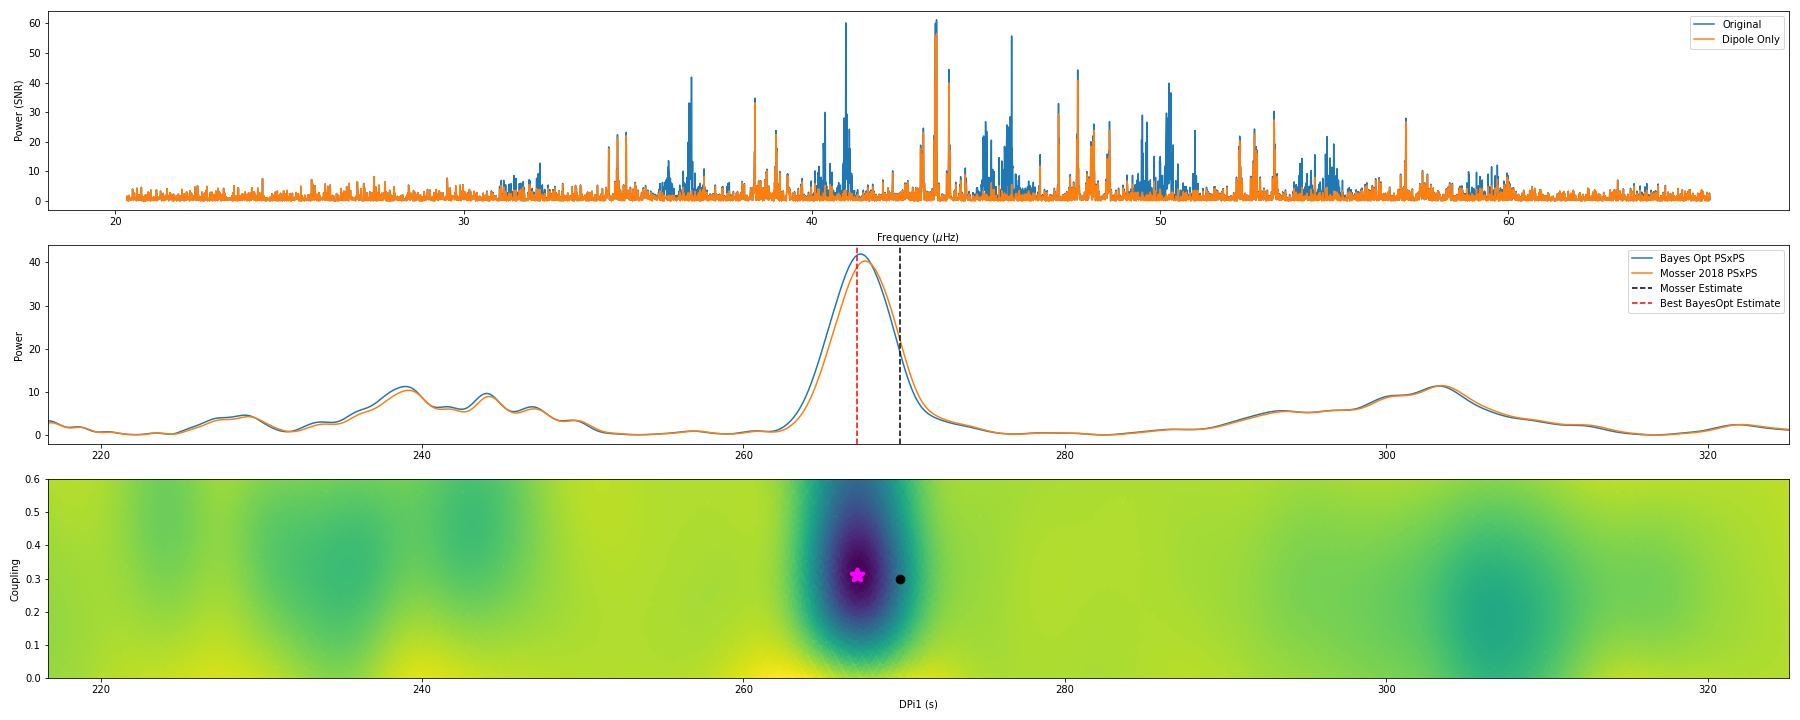 60
50
40
30
20
10
0
Power (SNR)
Original
Dipole Only
20 30 40 50 60
Frequency (μHz)
40
30
20
10
0
Power
Bayes Opt PSxPS
Mosser 2018 PSxPS
Mosser Estimate
Best BayesOpt Estimate
220 240 260 280 300 320
0.6
0.5
0.4
0.3
0.2
0.1
0.0
Coupling
220 240 260 280 300 320
DPi1 (s)